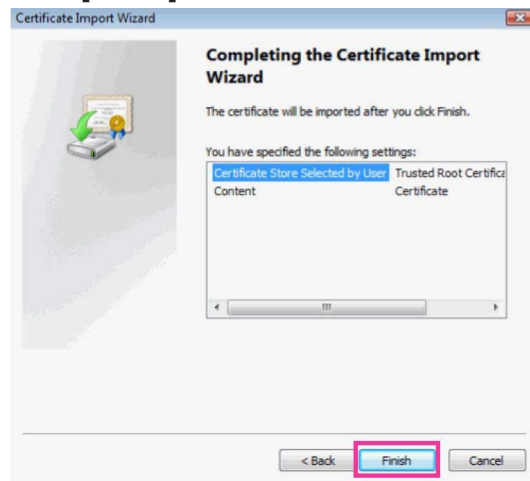 Certificate Import Wizard
Completing the Certificate Import
Wizard
The certificate will be imported after you click Finish.
You have specified the following settings:
Certificate Store Selected by User Trusted Root Certifica
Content Certificate
< Back Finish Cancel